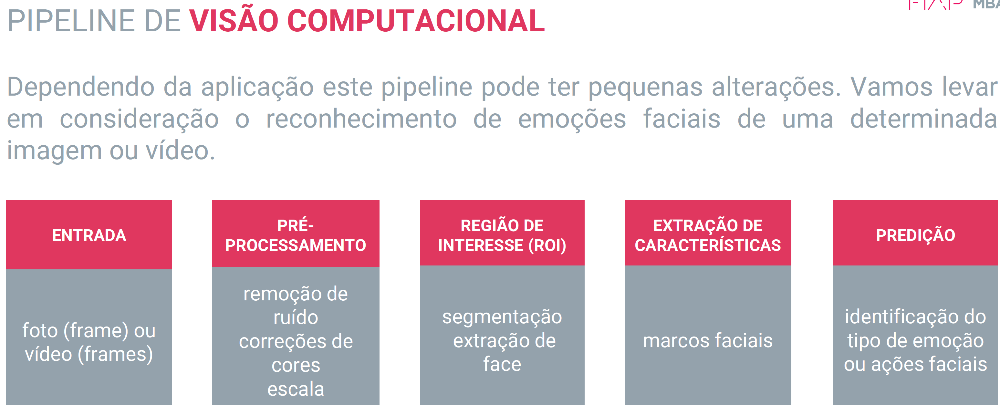 PIPELINE DE VISÃO COMPUTACIONAL
Dependendo da aplicação este pipeline pode ter pequenas alterações. Vamos levar
em consideração o reconhecimento de emoções faciais de uma determinada
imagem ou vídeo.
ENTRADA
foto (frame) ou
vídeo (frames)
PRÉ-
PROCESSAMENTO
remoção de
ruído
correções de
cores
escala
REGIÃO DE
INTERESSE (ROI)
segmentação
extração de
face
EXTRAÇÃO DE
CARACTERÍSTICAS
marcos faciais
PREDIÇÃO
identificação do
tipo de emoção
ou ações faciais